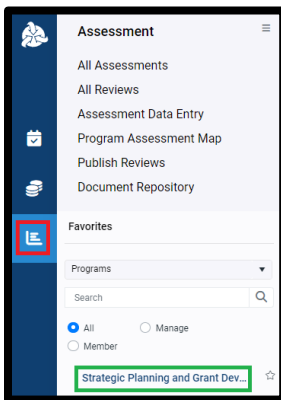 Assessment
All Assessments
All Reviews
Assessment Data Entry
Program Assessment Map
Publish Reviews
Document Repository
Favorites
Programs
Search
All Manage
Member
Strategic Planning and Grant Dev...